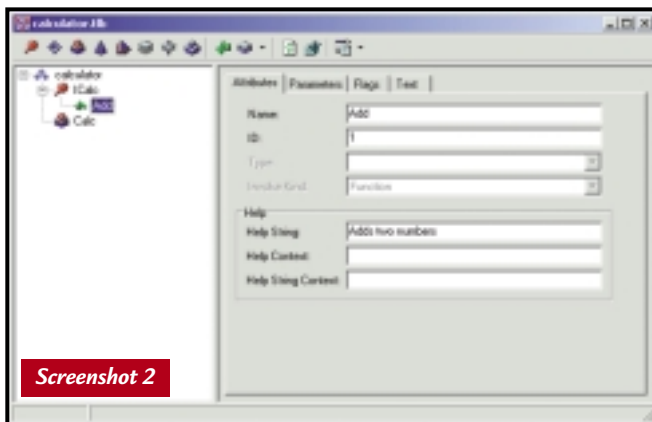 calculator.tlb
calculator
ICalc
Add
Calc
Attributes Parameters Flags Text
Name: Add
ID: 1
Type:
Invoke Kind: Function
Help
Help String: Adds two numbers
Help Context:
Help String Context:
Screenshot 2